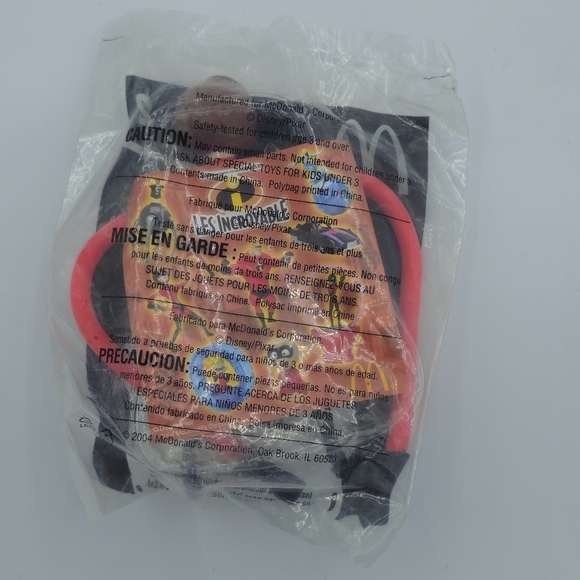 Manufactured for McDonald's Corpor
© Disney/Pixar
Safety-tested for children age 3 and over.
CAUTION: May contain small parts. Not intended for children under
ASK ABOUT SPECIAL TOYS FOR KIDS UNDER 3.
Contents made in China. Polybag printed in China.
Fabriqué pour McDonald's Corporation
LES INCROYABLE
Disney/Pixar
Testé sans danger pour les enfants de trois ans et plus
MISE EN GARDE : Peut contenir de petites pièces. Non conçu
pour les enfants de moins da trois ans. RENSEIGNEZ-VOUS AU
SUJET DES JOUETS POUR LES MOINS DE TROIS ANS.
Contenu fabriqué en Chine. Polysac imprimé en Chine
Fabricado para McDonald's Corporation.
© Disney/Pixar
Sometido a pruebas de seguridad para niños de 3 o más años de edad.
PRECAUCION: Puede contener piezas pequeñas. No es para niños
menores de 3 años. PREGUNTE ACERCA DE LOS JUGUETES
ESPECIALES PARA NIÑOS MENORES DE 3 AÑOS
Contenido fabricado en China. Bolsa impresa en China.
© 2004 McDonald's Corporation, Oak Brook, IL 60523